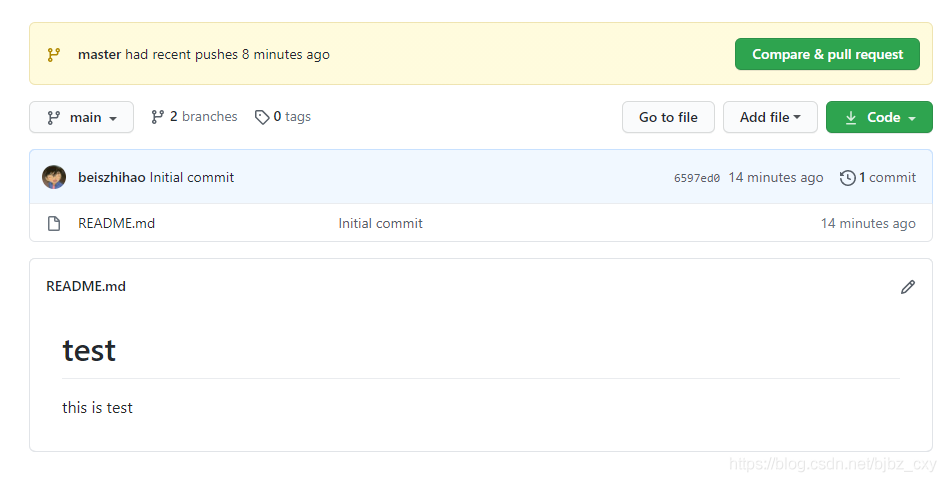 master had recent pushes 8 minutes ago Compare & pull request
main 2 branches 0 tags Go to file Add file Code
beiszhihao Initial commit 6597ed0 14 minutes ago 1 commit
README.md Initial commit 14 minutes ago
README.md
test
this is test
https://blog.csdn.net/bjbz_cxy